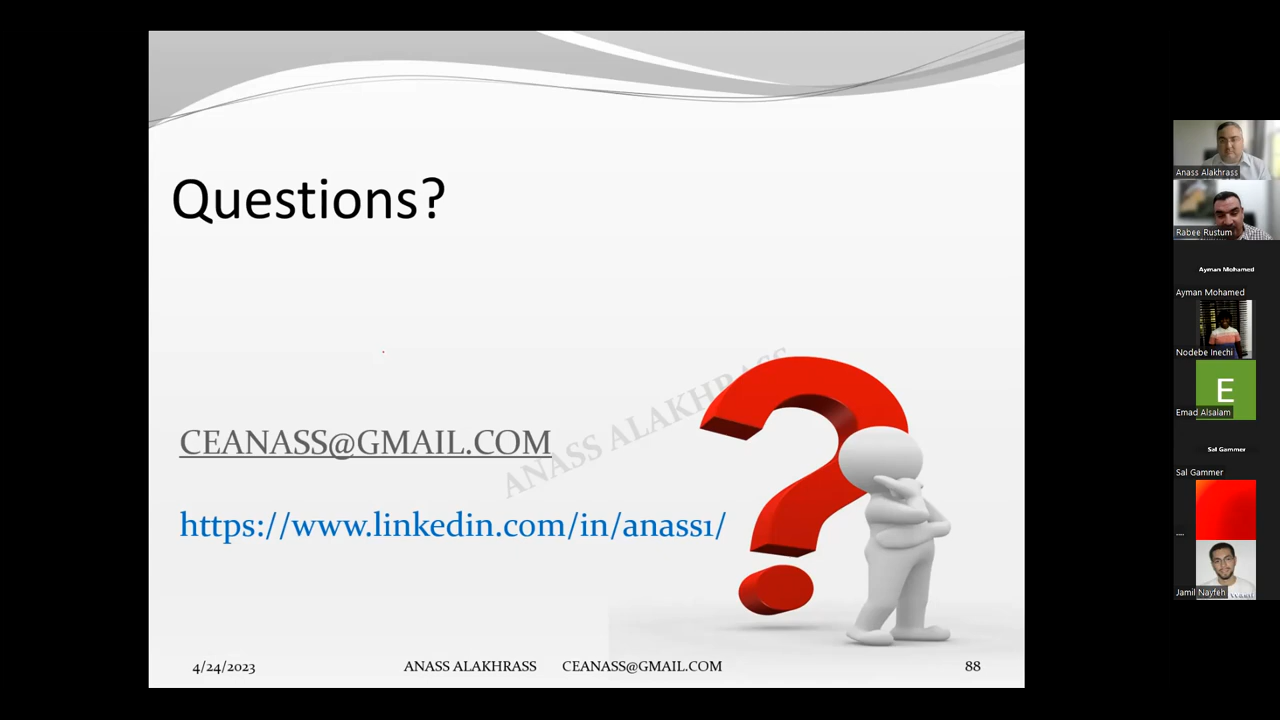 Questions?
ANASS ALAKHRASS
CEANASS@GMAIL.COM
https://www.linkedin.com/in/anass1/
4/24/2023 ANASS ALAKHRASS CEANASS@GMAIL.COM 88
Anass Alakhrass
Rabee Rustum
Ayman Mohamed
Ayman Mohamed
Nodebe Inechi
E
Emad Alsalam
Sal Gammer
Sal Gammer
....
Jamil Nayfeh